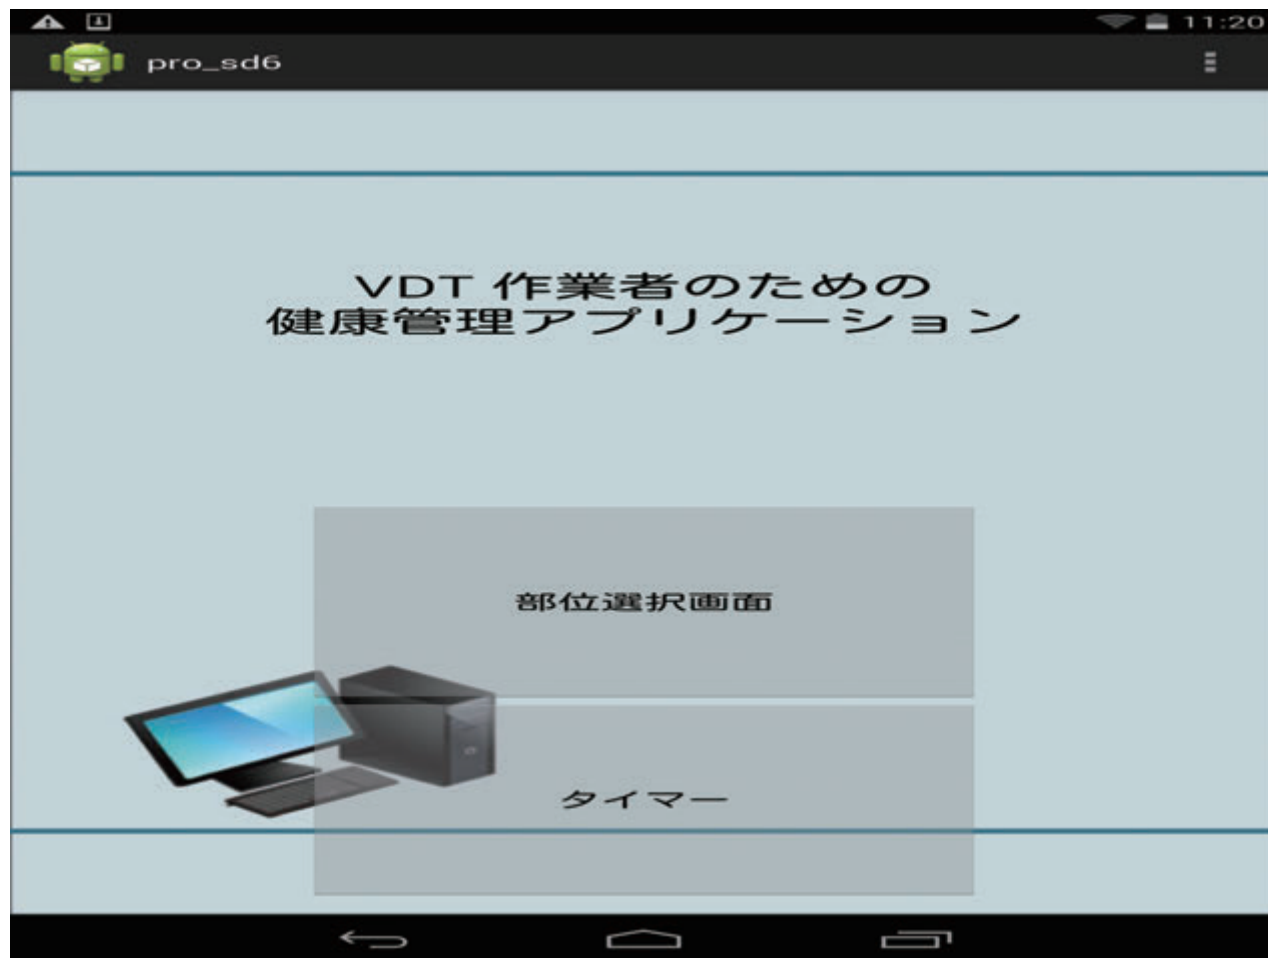 11:20
pro_sd6
VDT 作業者のための
健康管理アプリケーション
部位選択画面
タイマー